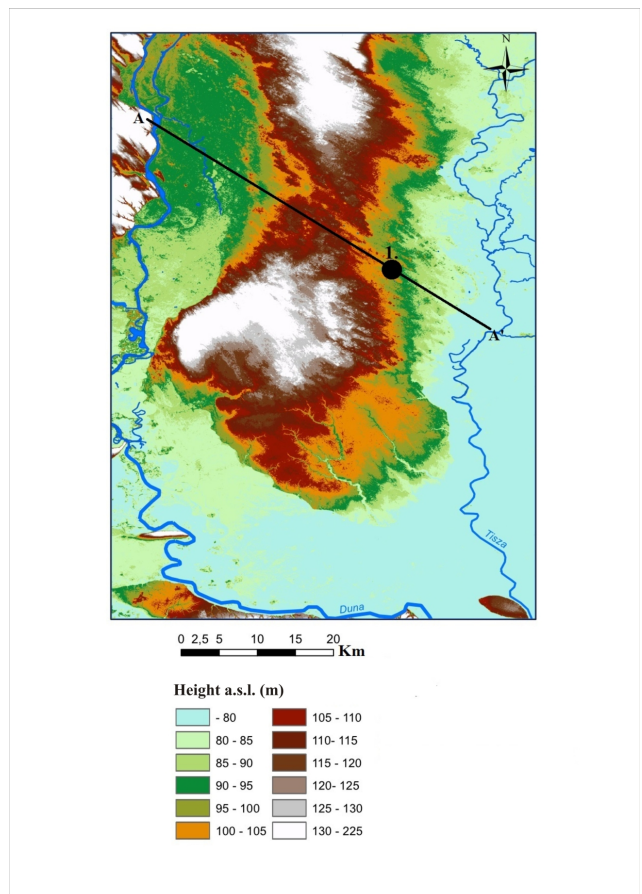 N
A
1.
A'
Tisza
Duna
0 2,5 5 10 15 20 Km
Height a.s.l. (m)
- 80 105 - 110
80 - 85 110- 115
85 - 90 115 - 120
90 - 95 120- 125
95 - 100 125 - 130
100 - 105 130 - 225